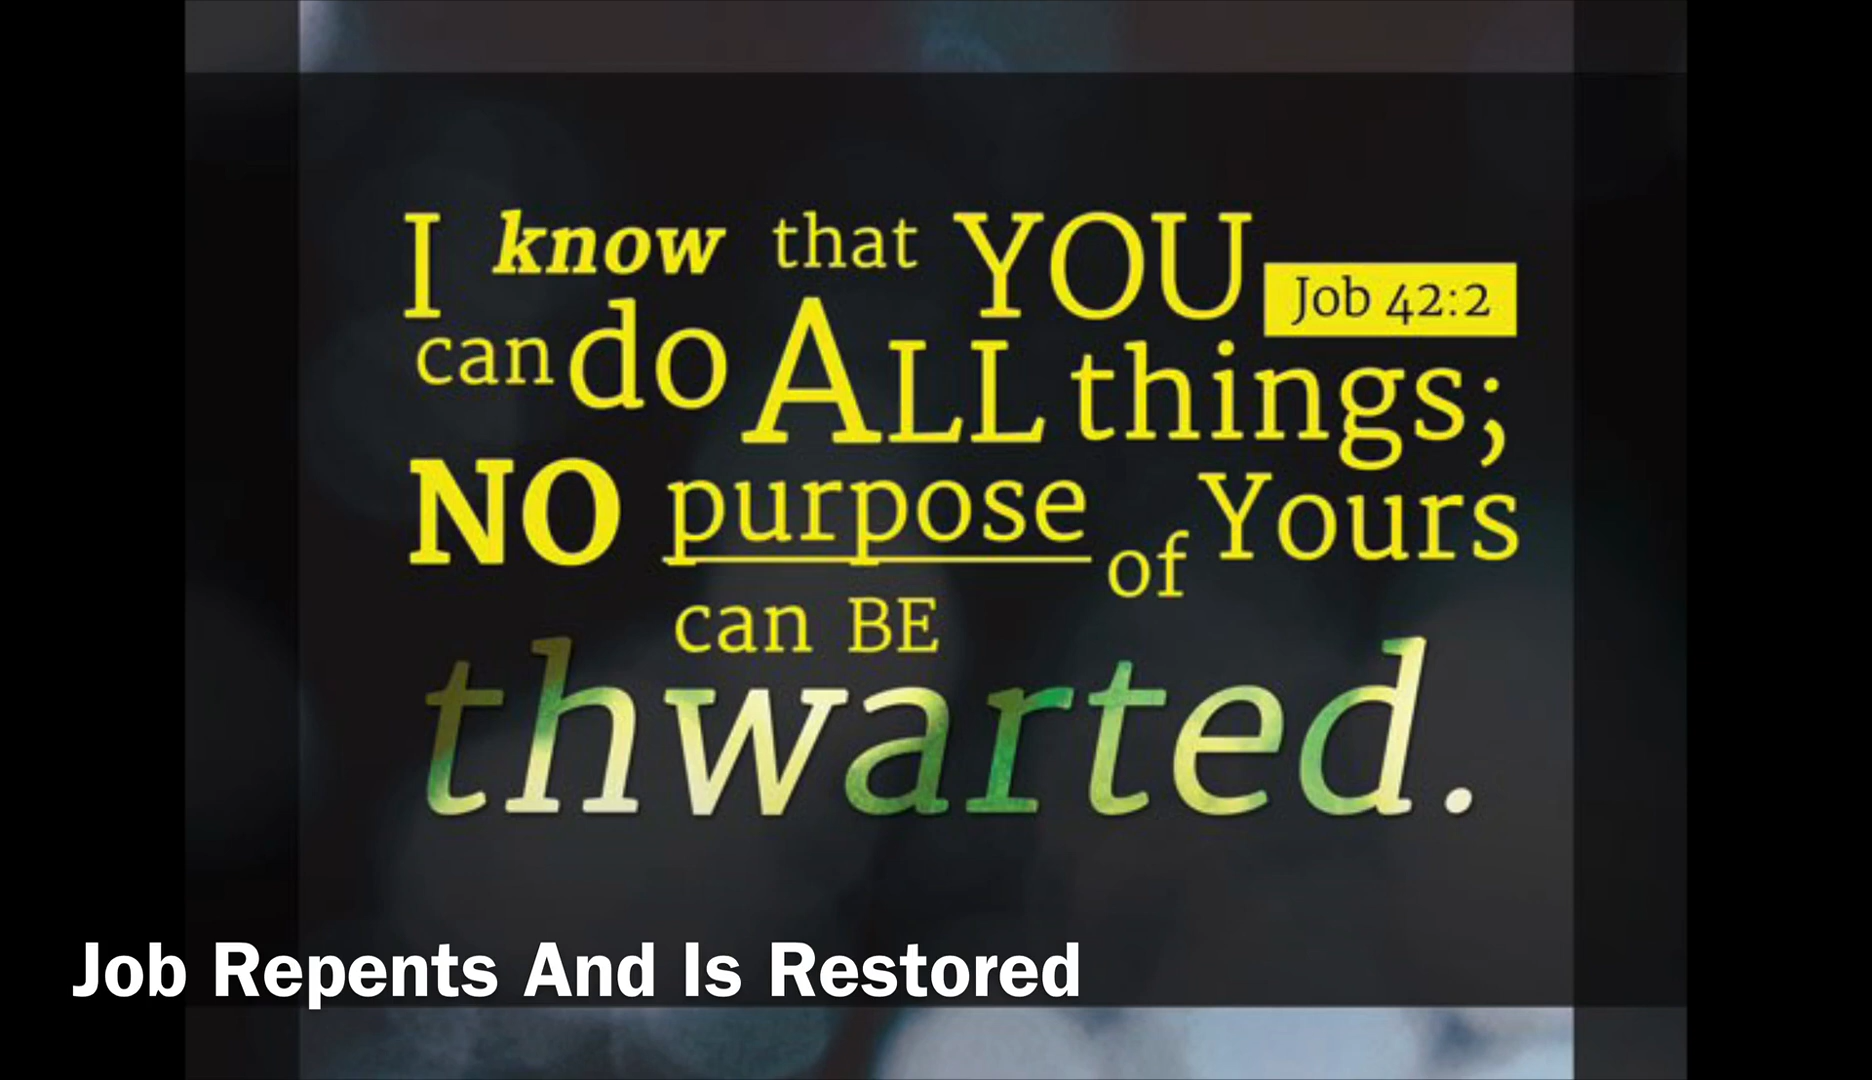 I know that YOU
Job 42:2
can do ALL things;
NO purpose of Yours
can BE
thwarted.
Job Repents And Is Restored